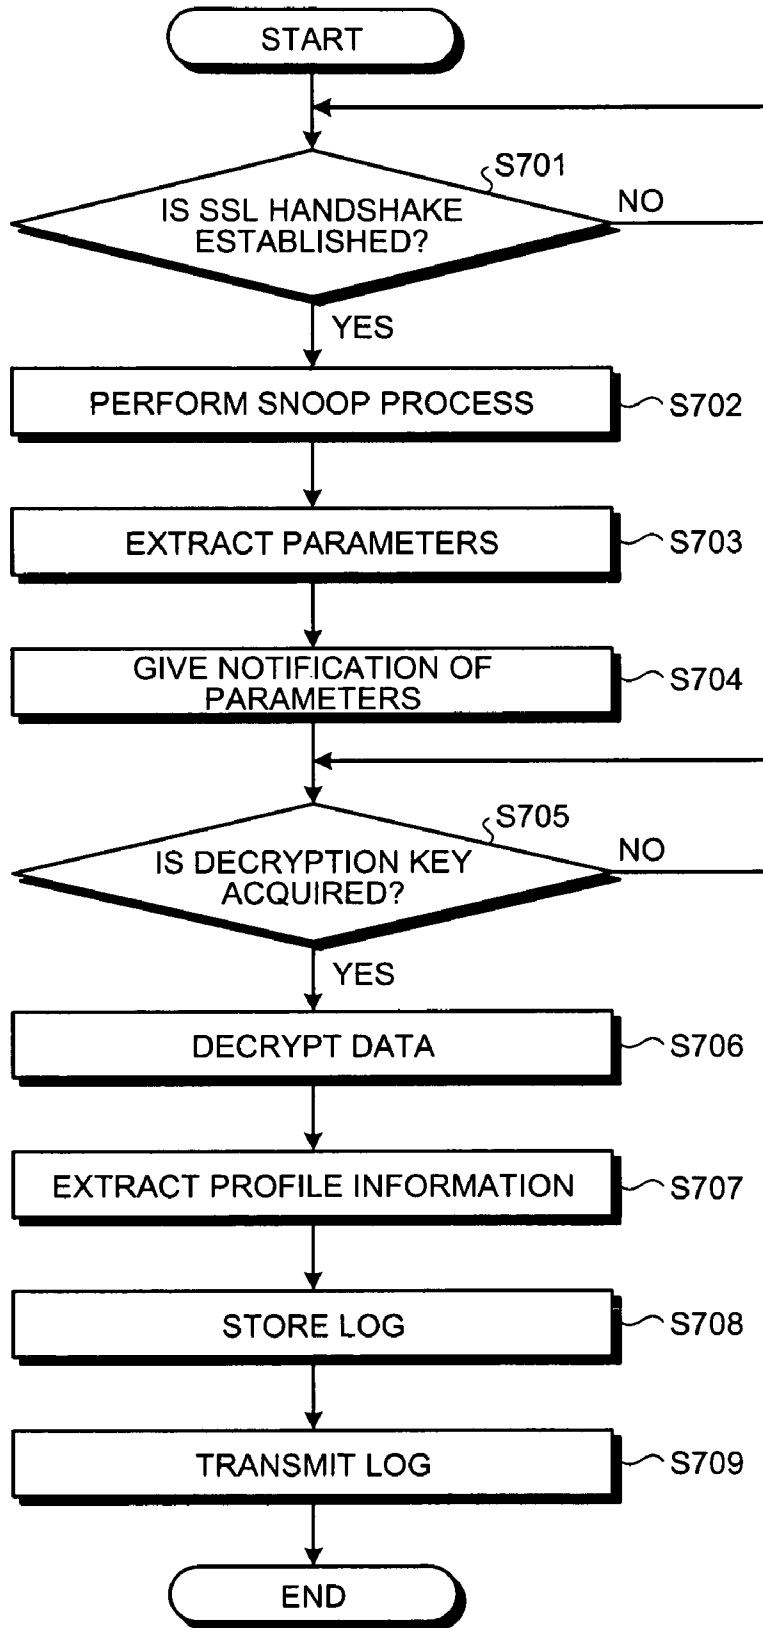 START
S701
IS SSL HANDSHAKE
ESTABLISHED?
NO
YES
PERFORM SNOOP PROCESS
S702
EXTRACT PARAMETERS
S703
GIVE NOTIFICATION OF
PARAMETERS
S704
S705
IS DECRYPTION KEY
ACQUIRED?
NO
YES
DECRYPT DATA
S706
EXTRACT PROFILE INFORMATION
S707
STORE LOG
S708
TRANSMIT LOG
S709
END